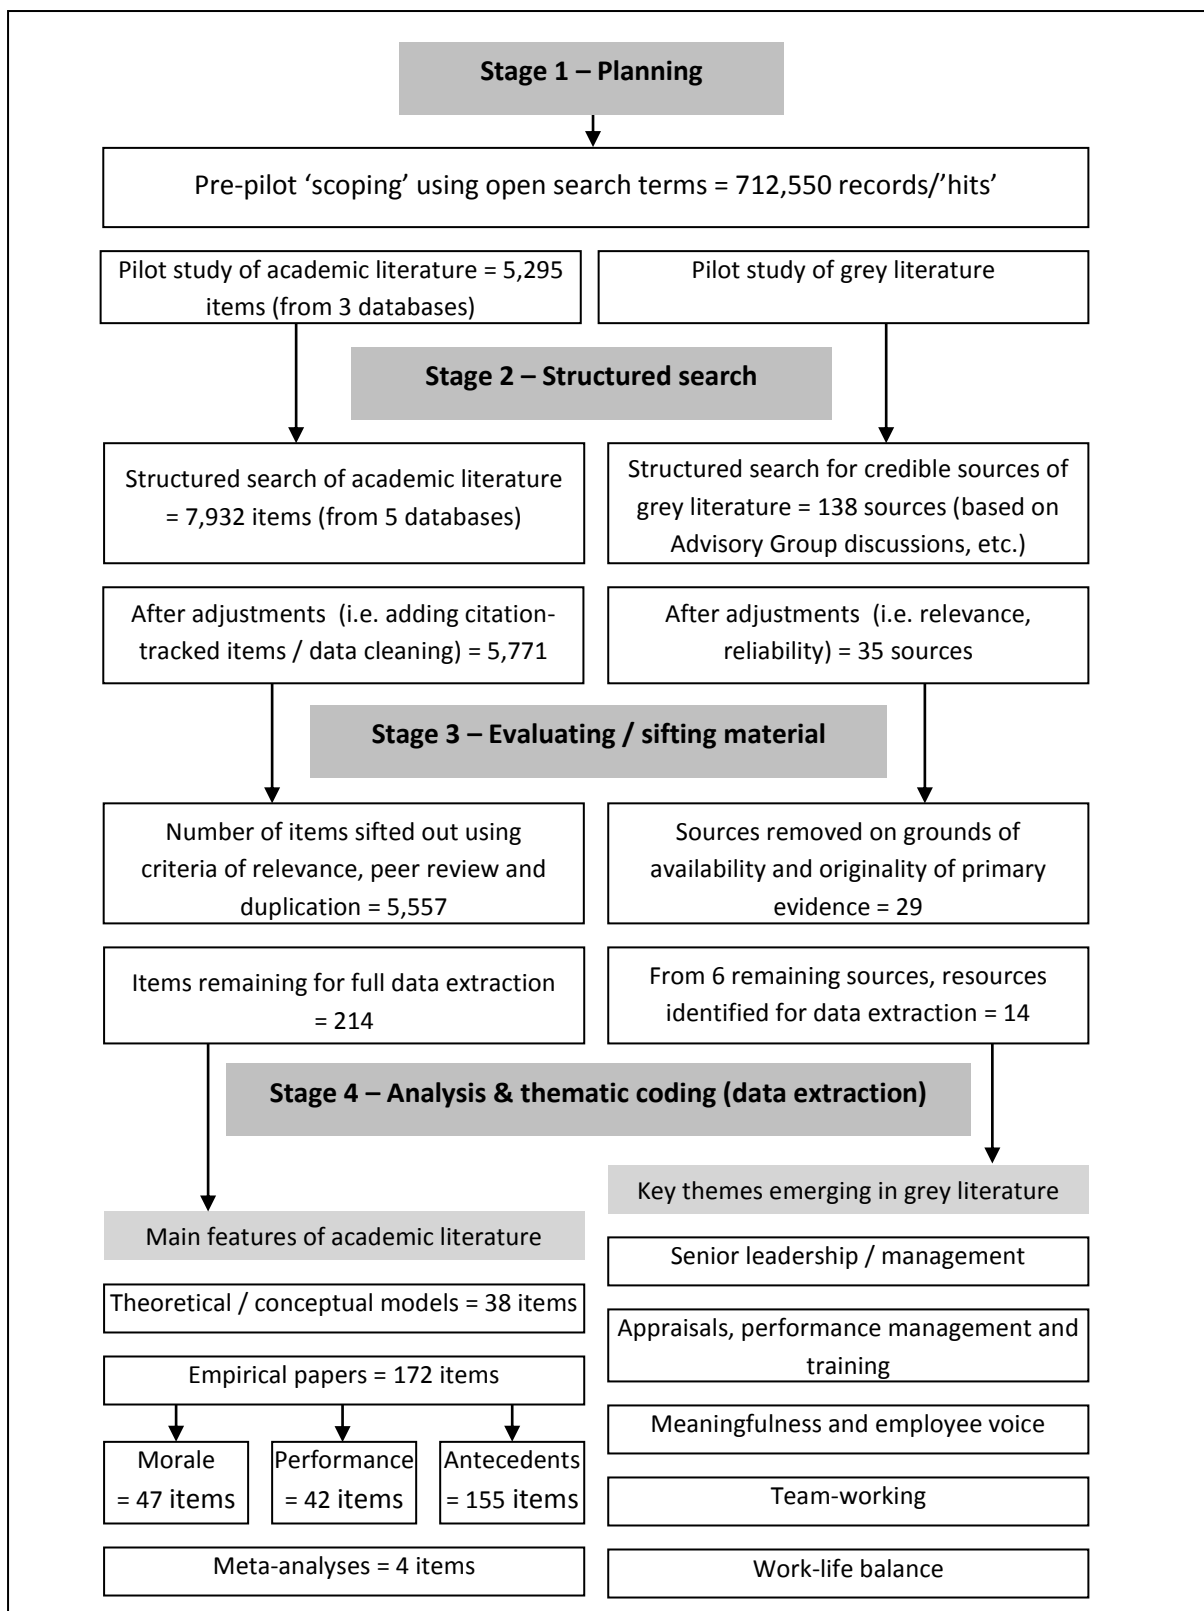 Stage 1 – Planning
Pre-pilot ‘scoping’ using open search terms = 712,550 records/’hits’
Pilot study of academic literature = 5,295
items (from 3 databases)
Pilot study of grey literature
Stage 2 – Structured search
Structured search of academic literature
= 7,932 items (from 5 databases)
Structured search for credible sources of
grey literature = 138 sources (based on
Advisory Group discussions, etc.)
After adjustments (i.e. adding citation-
tracked items / data cleaning) = 5,771
After adjustments (i.e. relevance,
reliability) = 35 sources
Stage 3 – Evaluating / sifting material
Number of items sifted out using
criteria of relevance, peer review and
duplication = 5,557
Sources removed on grounds of
availability and originality of primary
evidence = 29
Items remaining for full data extraction
= 214
From 6 remaining sources, resources
identified for data extraction = 14
Stage 4 – Analysis & thematic coding (data extraction)
Main features of academic literature
Theoretical / conceptual models = 38 items
Empirical papers = 172 items
Morale
= 47 items
Performance
= 42 items
Antecedents
= 155 items
Meta-analyses = 4 items
Key themes emerging in grey literature
Senior leadership / management
Appraisals, performance management and
training
Meaningfulness and employee voice
Team-working
Work-life balance